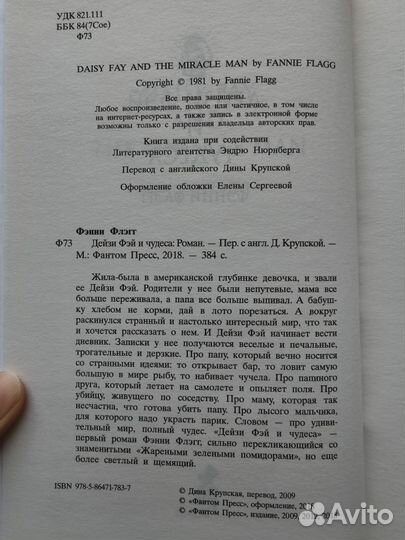 УДК 821.111
ББК 84(7Сое)
Ф73
DAISY FAY AND THE MIRACLE MAN by FANNIE FLAGG
Copyright © 1981 by Fannie Flagg
Все права защищены.
Любое воспроизведение, полное или частичное, в том числе
на интернет-ресурсах, а также запись в электронной форме
возможны только с разрешения владельца авторских прав.
Книга издана при содействии
Литературного агентства Эндрю Нюрнберга
Перевод с английского Дины Крупской
Оформление обложки Елены Сергеевой
Фэнни Флэгг
Ф73 Дейзи Фэй и чудеса: Роман. — Пер. с англ. Д. Крупской. —
М.: Фантом Пресс, 2018. — 384 с.
Жила-была в американской глубинке девочка, и звали
ее Дейзи Фэй. Родители у нее были непутевые, мама все
больше переживала, а папа все больше выпивал. А бабуш-
ку хлебом не корми, дай в лото порезаться. А вокруг
раскинулся странный и настолько интересный мир, что так
и хочется рассказать о нем. И Дейзи Фэй начинает вести
дневник. Записки у нее получаются веселые и печальные,
трогательные и дерзкие. Про папу, который вечно носится
со странными идеями: то открывает бар, то ловит самую
большую в мире рыбу, то набивает чучела. Про папиного
друга, который летает на самолете и опыляет поля. Про
убийцу, живущего по соседству. Про маму, которая так
несчастна, что готова убить папу. Про лысого мальчика,
для которого надо украсть парик. Словом — про удиви-
тельный мир, полный чудес. «Дейзи Фэй и чудеса» —
первый роман Фэнни Флэгг, сильно перекликающийся со
знаменитыми «Жареными зелеными помидорами», но еще
более светлый и щемящий.
ISBN 978-5-86471-783-7
© Дина Крупская, перевод, 2009
© «Фантом Пресс», оформление,
© «Фантом Пресс», издание, 2009,
Avito